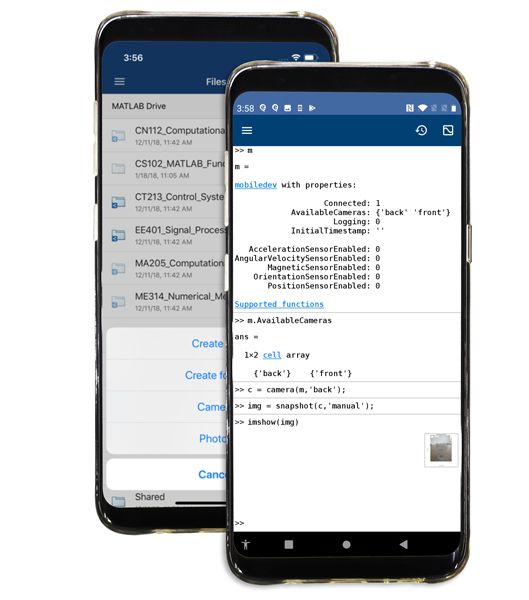 3:56
Files
MATLAB Drive
CN112_Computationa
12/11/18, 11:42 AM
CS102_MATLAB_Fun
1/18/18, 11:05 AM
CT213_Control_Syste
12/11/18, 11:42 AM
EE401_Signal_Process
12/11/18, 11:42 AM
MA205_Computation
12/11/18, 11:42 AM
ME314_Numerical_Me
12/11/18, 11:42 AM
Create
Create fo
Came
Photo
Cance
Shared
3:58
>> m
m =
mobiledev with properties:
Connected: 1
AvailableCameras: {'back' 'front'}
Logging: 0
InitialTimestamp: ''
AccelerationSensorEnabled: 0
AngularVelocitySensorEnabled: 0
MagneticSensorEnabled: 0
OrientationSensorEnabled: 0
PositionSensorEnabled: 0
Supported functions
>> m.AvailableCameras
ans =
1×2 cell array
{'back'} {'front'}
>> c = camera(m,'back');
>> img = snapshot(c,'manual');
>> imshow(img)
>>